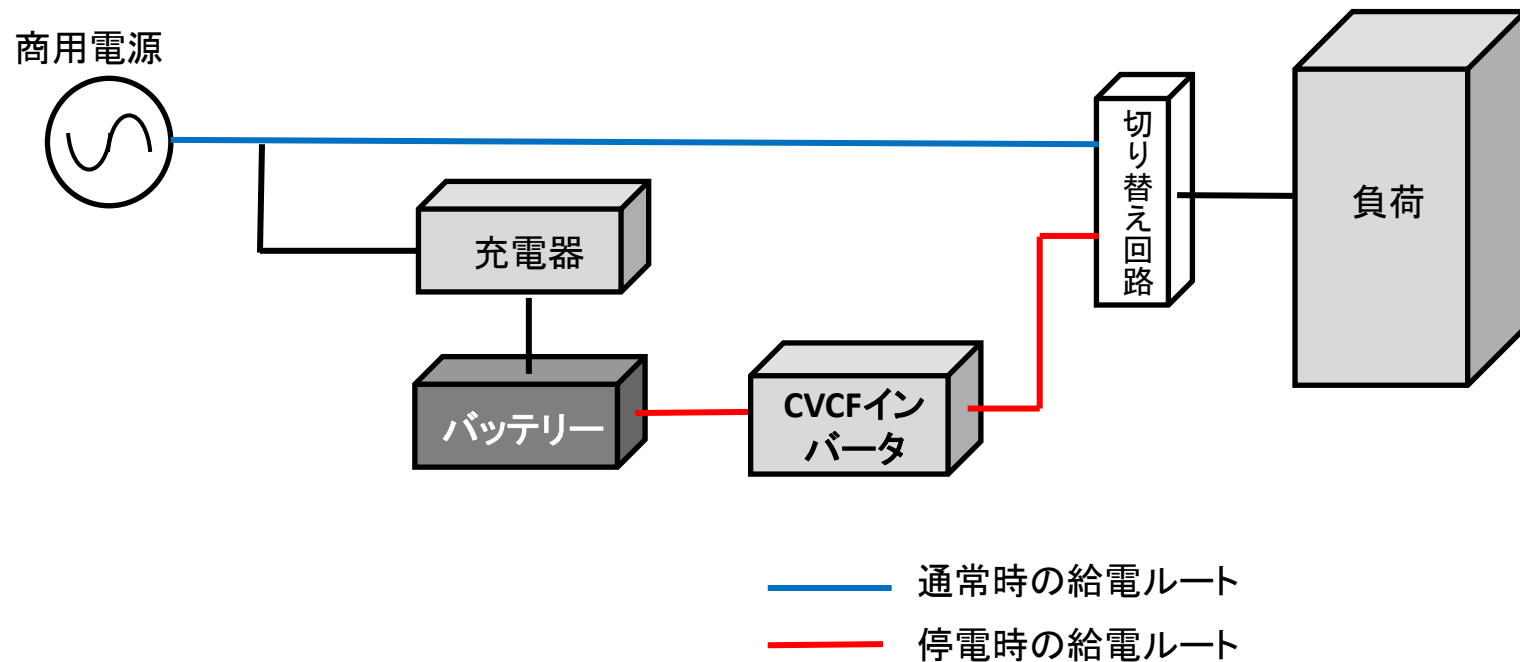 商用電源
切り替え回路
負荷
充電器
バッテリー
CVCFイン
バータ
通常時の給電ルート
停電時の給電ルート